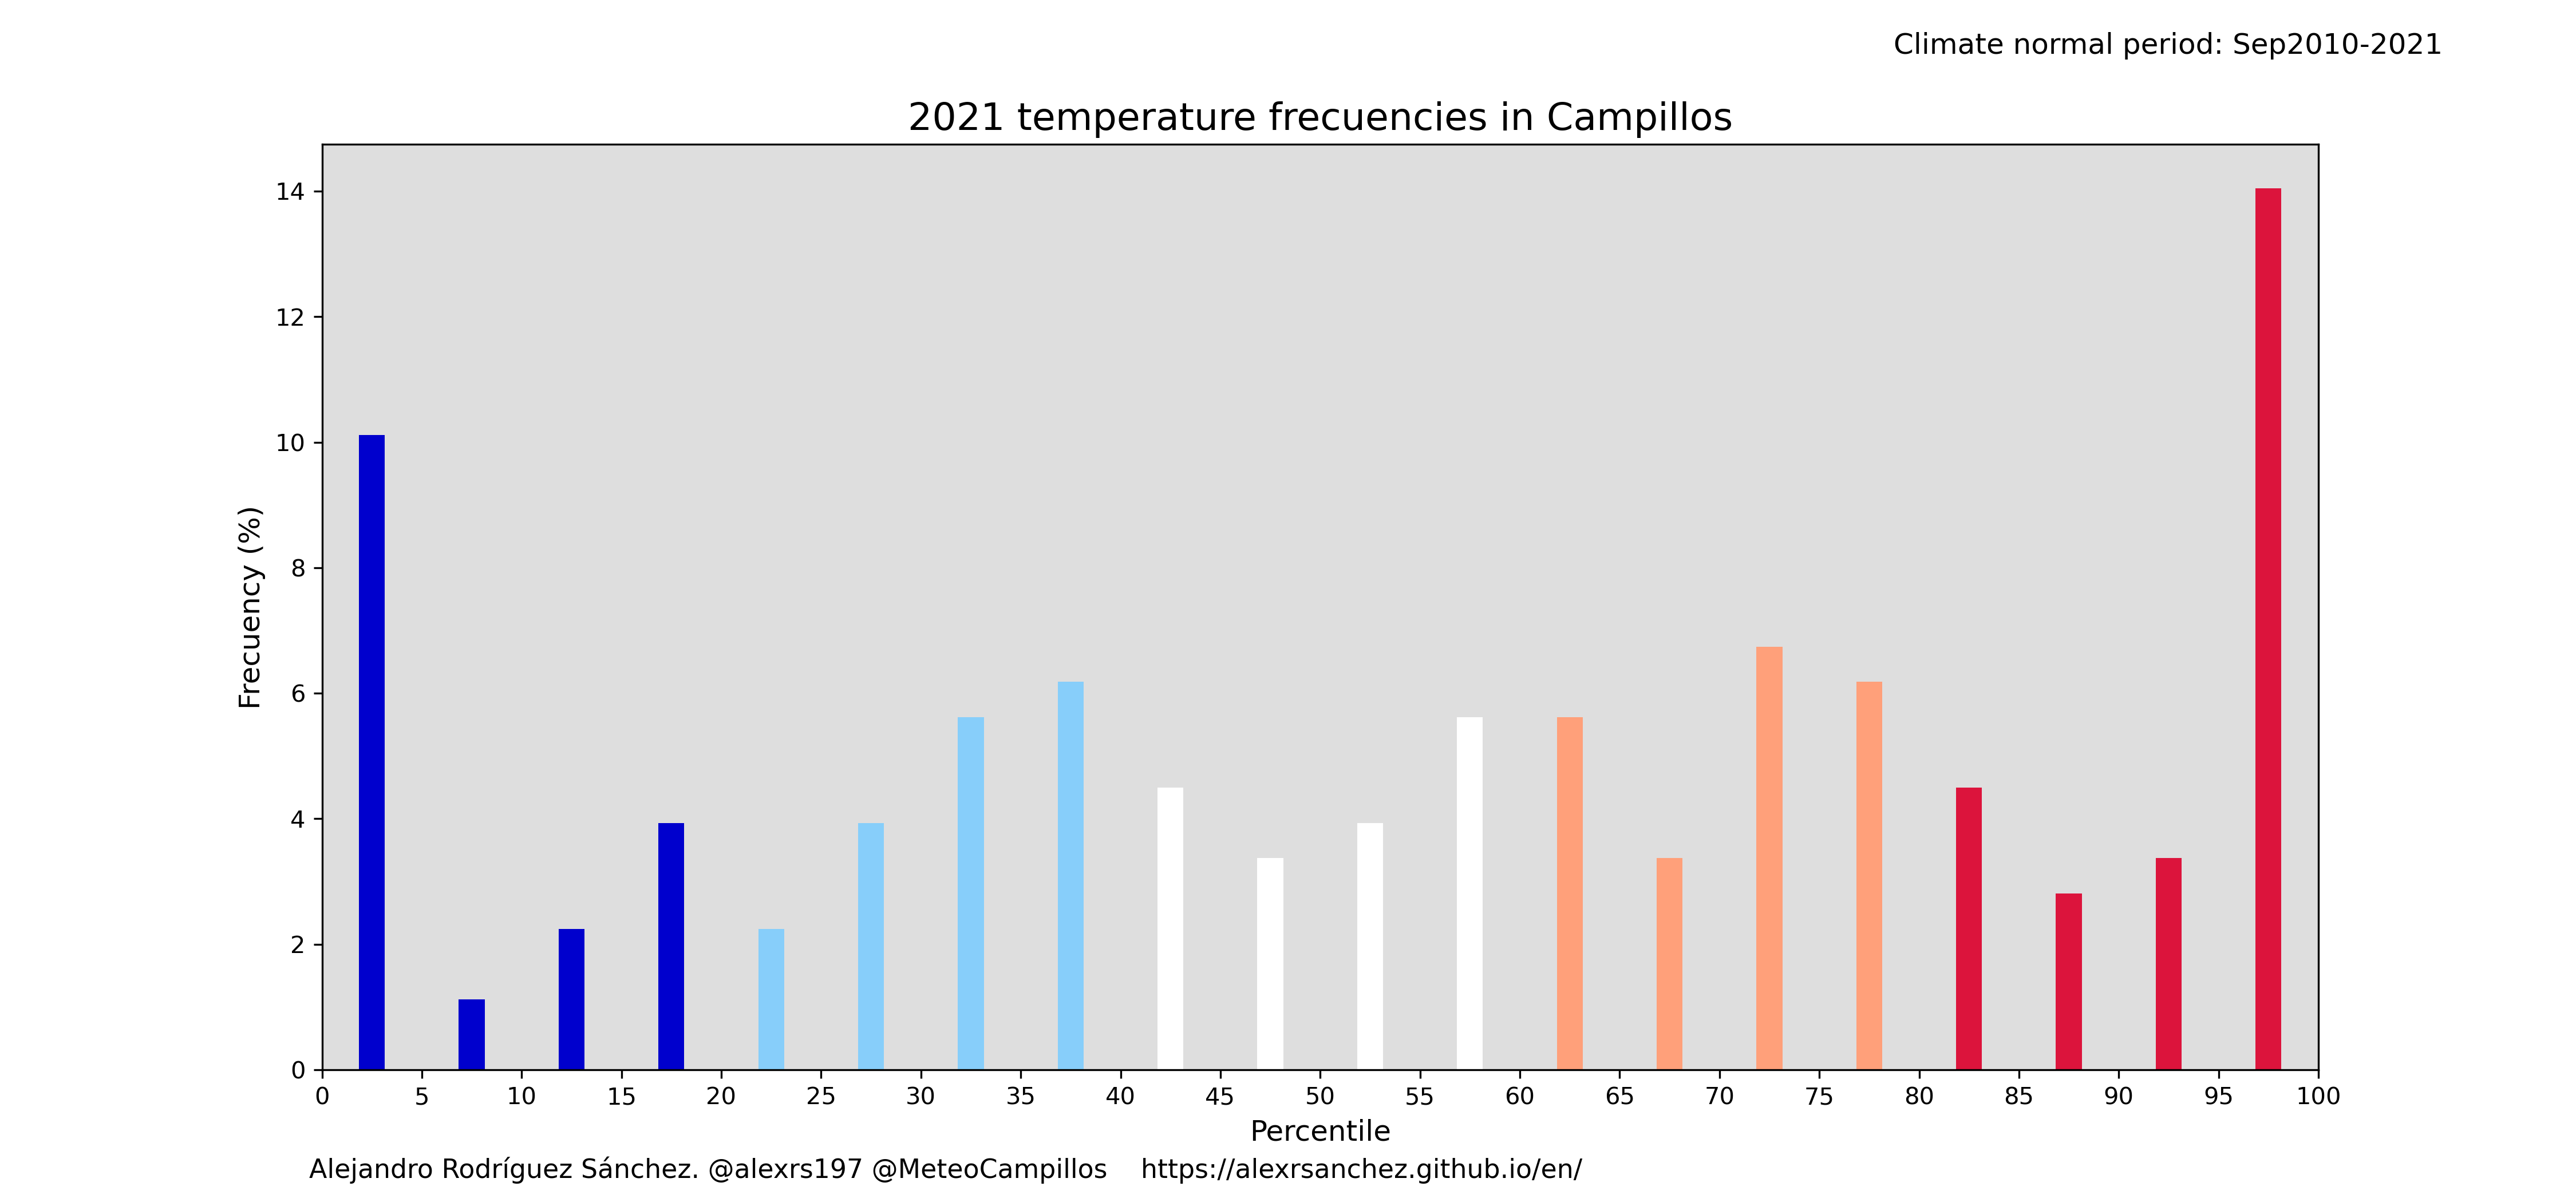 Climate normal period: Sep2010-2021
2021 temperature frecuencies in Campillos
14
12
10
8
6
4
2
0
Frecuency (%)
0 5 10 15 20 25 30 35 40 45 50 55 60 65 70 75 80 85 90 95 100
Percentile
Alejandro Rodríguez Sánchez. @alexrs197 @MeteoCampillos https://alexrsanchez.github.io/en/